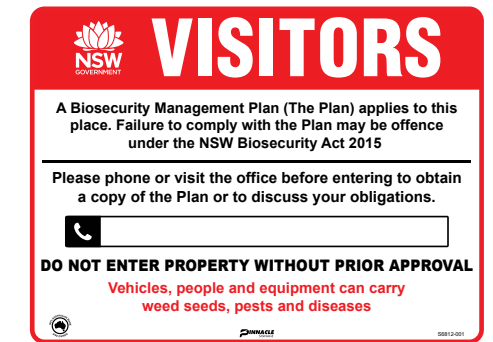 VISITORS
NSW
GOVERNMENT
A Biosecurity Management Plan (The Plan) applies to this
place. Failure to comply with the Plan may be offence
under the NSW Biosecurity Act 2015
Please phone or visit the office before entering to obtain
a copy of the Plan or to discuss your obligations.
DO NOT ENTER PROPERTY WITHOUT PRIOR APPROVAL
Vehicles, people and equipment can carry
weed seeds, pests and diseases
PINNACLE
S6812-001